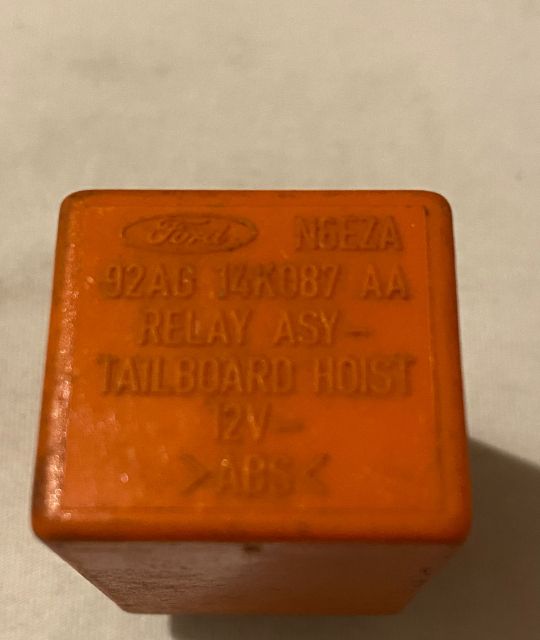 Ford N6EZA
92AG 14K087 AA
RELAY ASY-
TAILBOARD HOIST
12V-
>ABS<